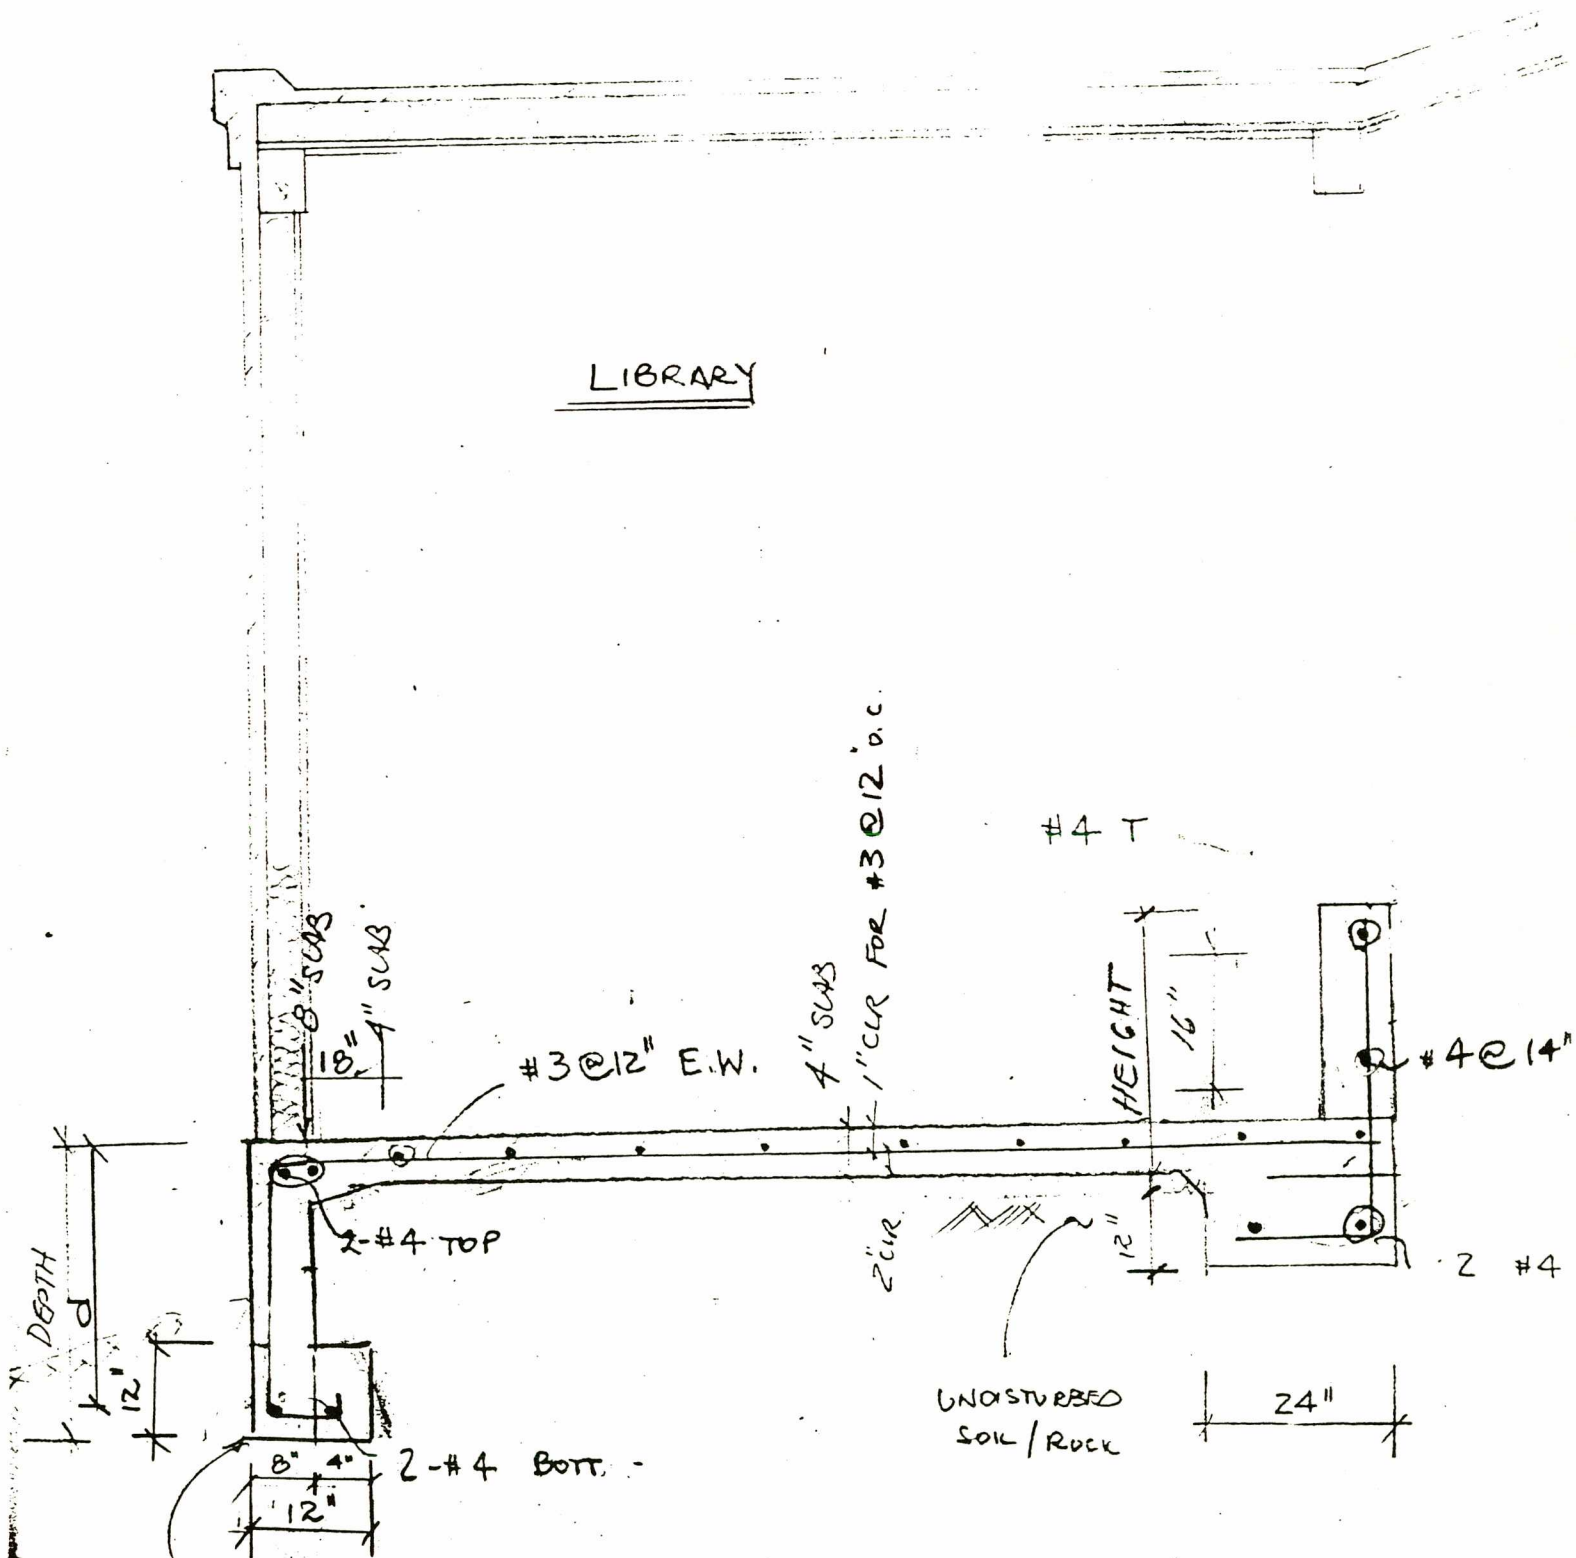 LIBRARY
#4 T
8" SLAB
4" SLAB
18"
#3 @ 12" E.W.
4" SLAB
1" CLR FOR #3 @ 12" O.C.
HEIGHT
16"
#4 @ 14"
2-#4 TOP
2" CLR.
12"
2 #4
DEPTH
d
12"
UNDISTURBED
SOIL / ROCK
24"
8"
4"
2-#4 BOTT.
12"